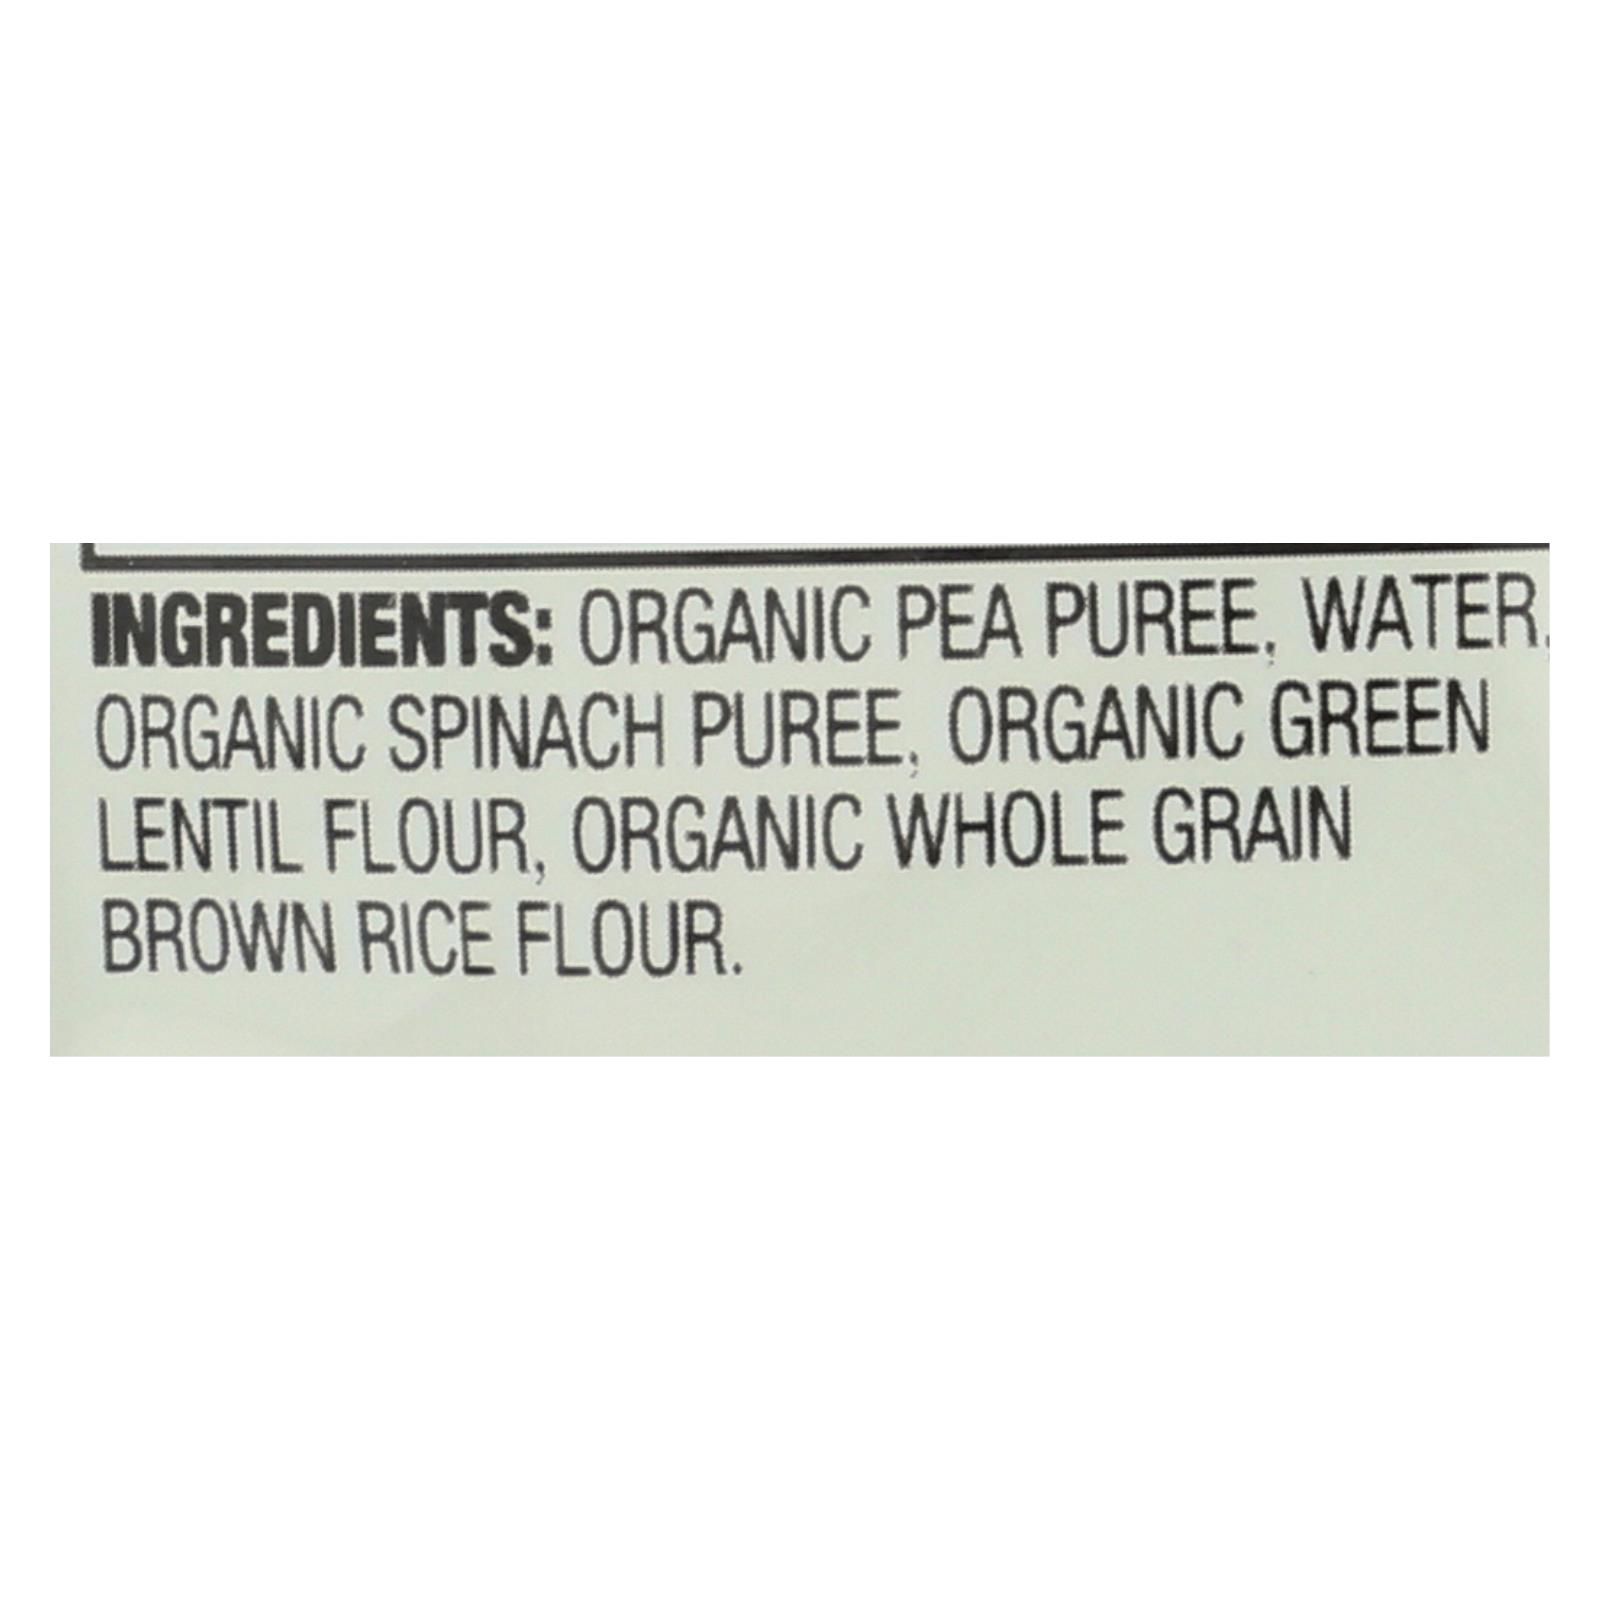 INGREDIENTS: ORGANIC PEA PUREE, WATER,
ORGANIC SPINACH PUREE, ORGANIC GREEN
LENTIL FLOUR, ORGANIC WHOLE GRAIN
BROWN RICE FLOUR.